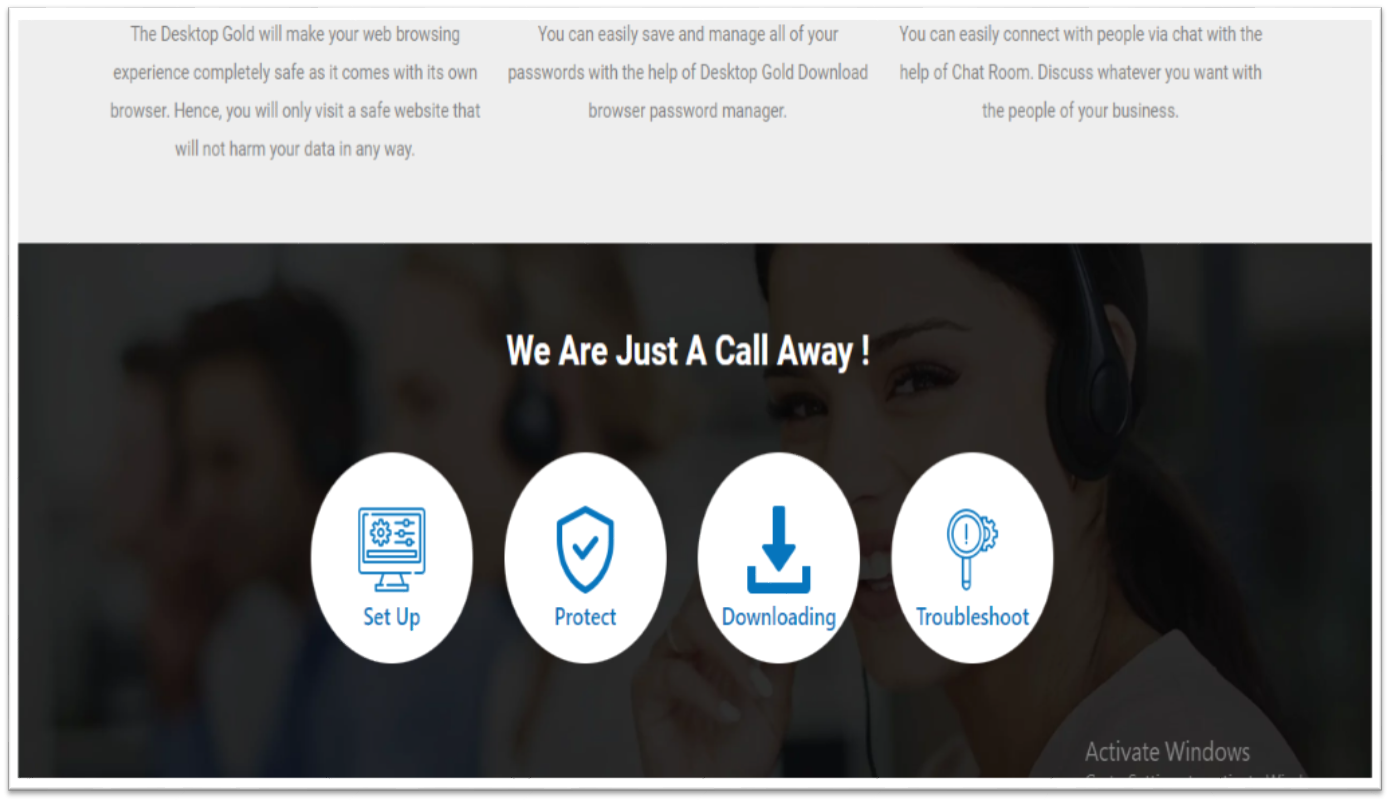 The Desktop Gold will make your web browsing
experience completely safe as it comes with its own
browser. Hence, you will only visit a safe website that
will not harm your data in any way.
You can easily save and manage all of your
passwords with the help of Desktop Gold Download
browser password manager.
You can easily connect with people via chat with the
help of Chat Room. Discuss whatever you want with
the people of your business.
We Are Just A Call Away !
Set Up
Protect
Downloading
Troubleshoot
Activate Windows